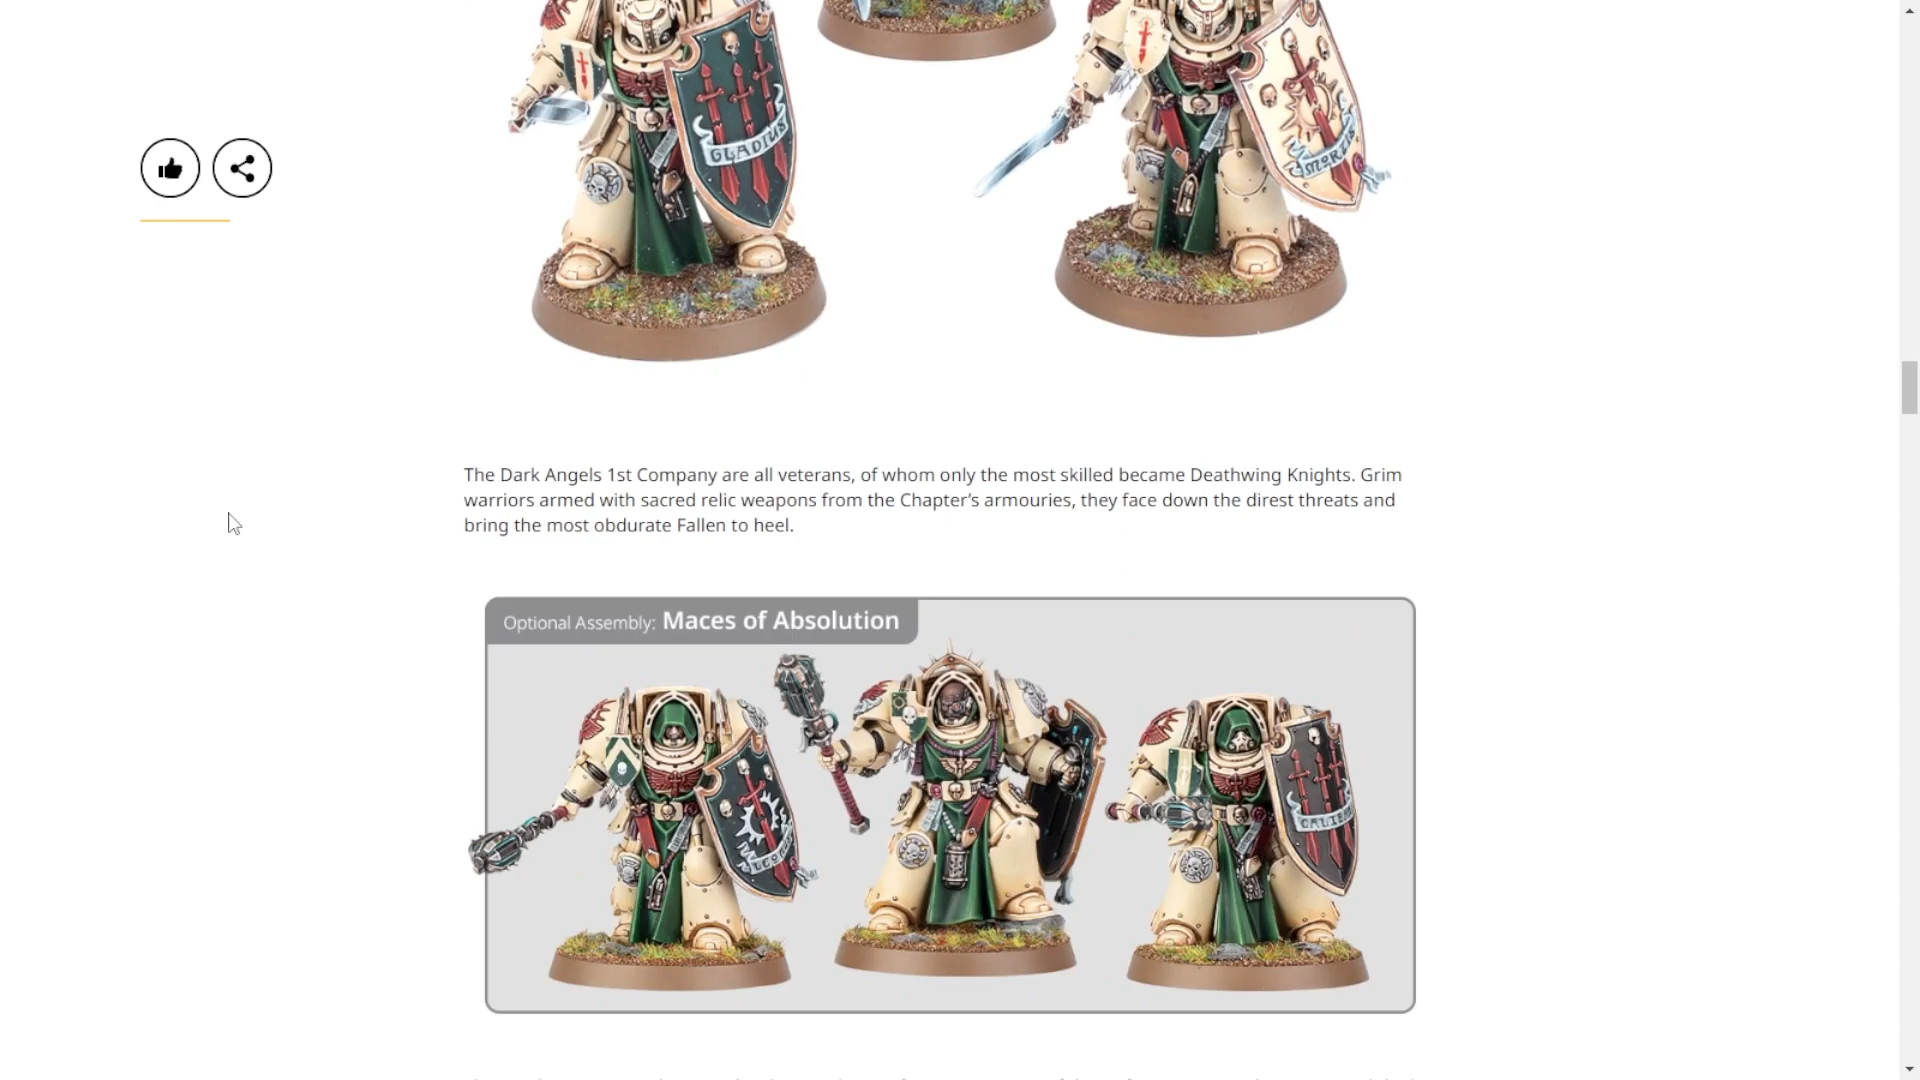 GLADIUS
MORTIS
The Dark Angels 1st Company are all veterans, of whom only the most skilled became Deathwing Knights. Grim
warriors armed with sacred relic weapons from the Chapter’s armouries, they face down the direst threats and
bring the most obdurate Fallen to heel.
Optional Assembly: Maces of Absolution